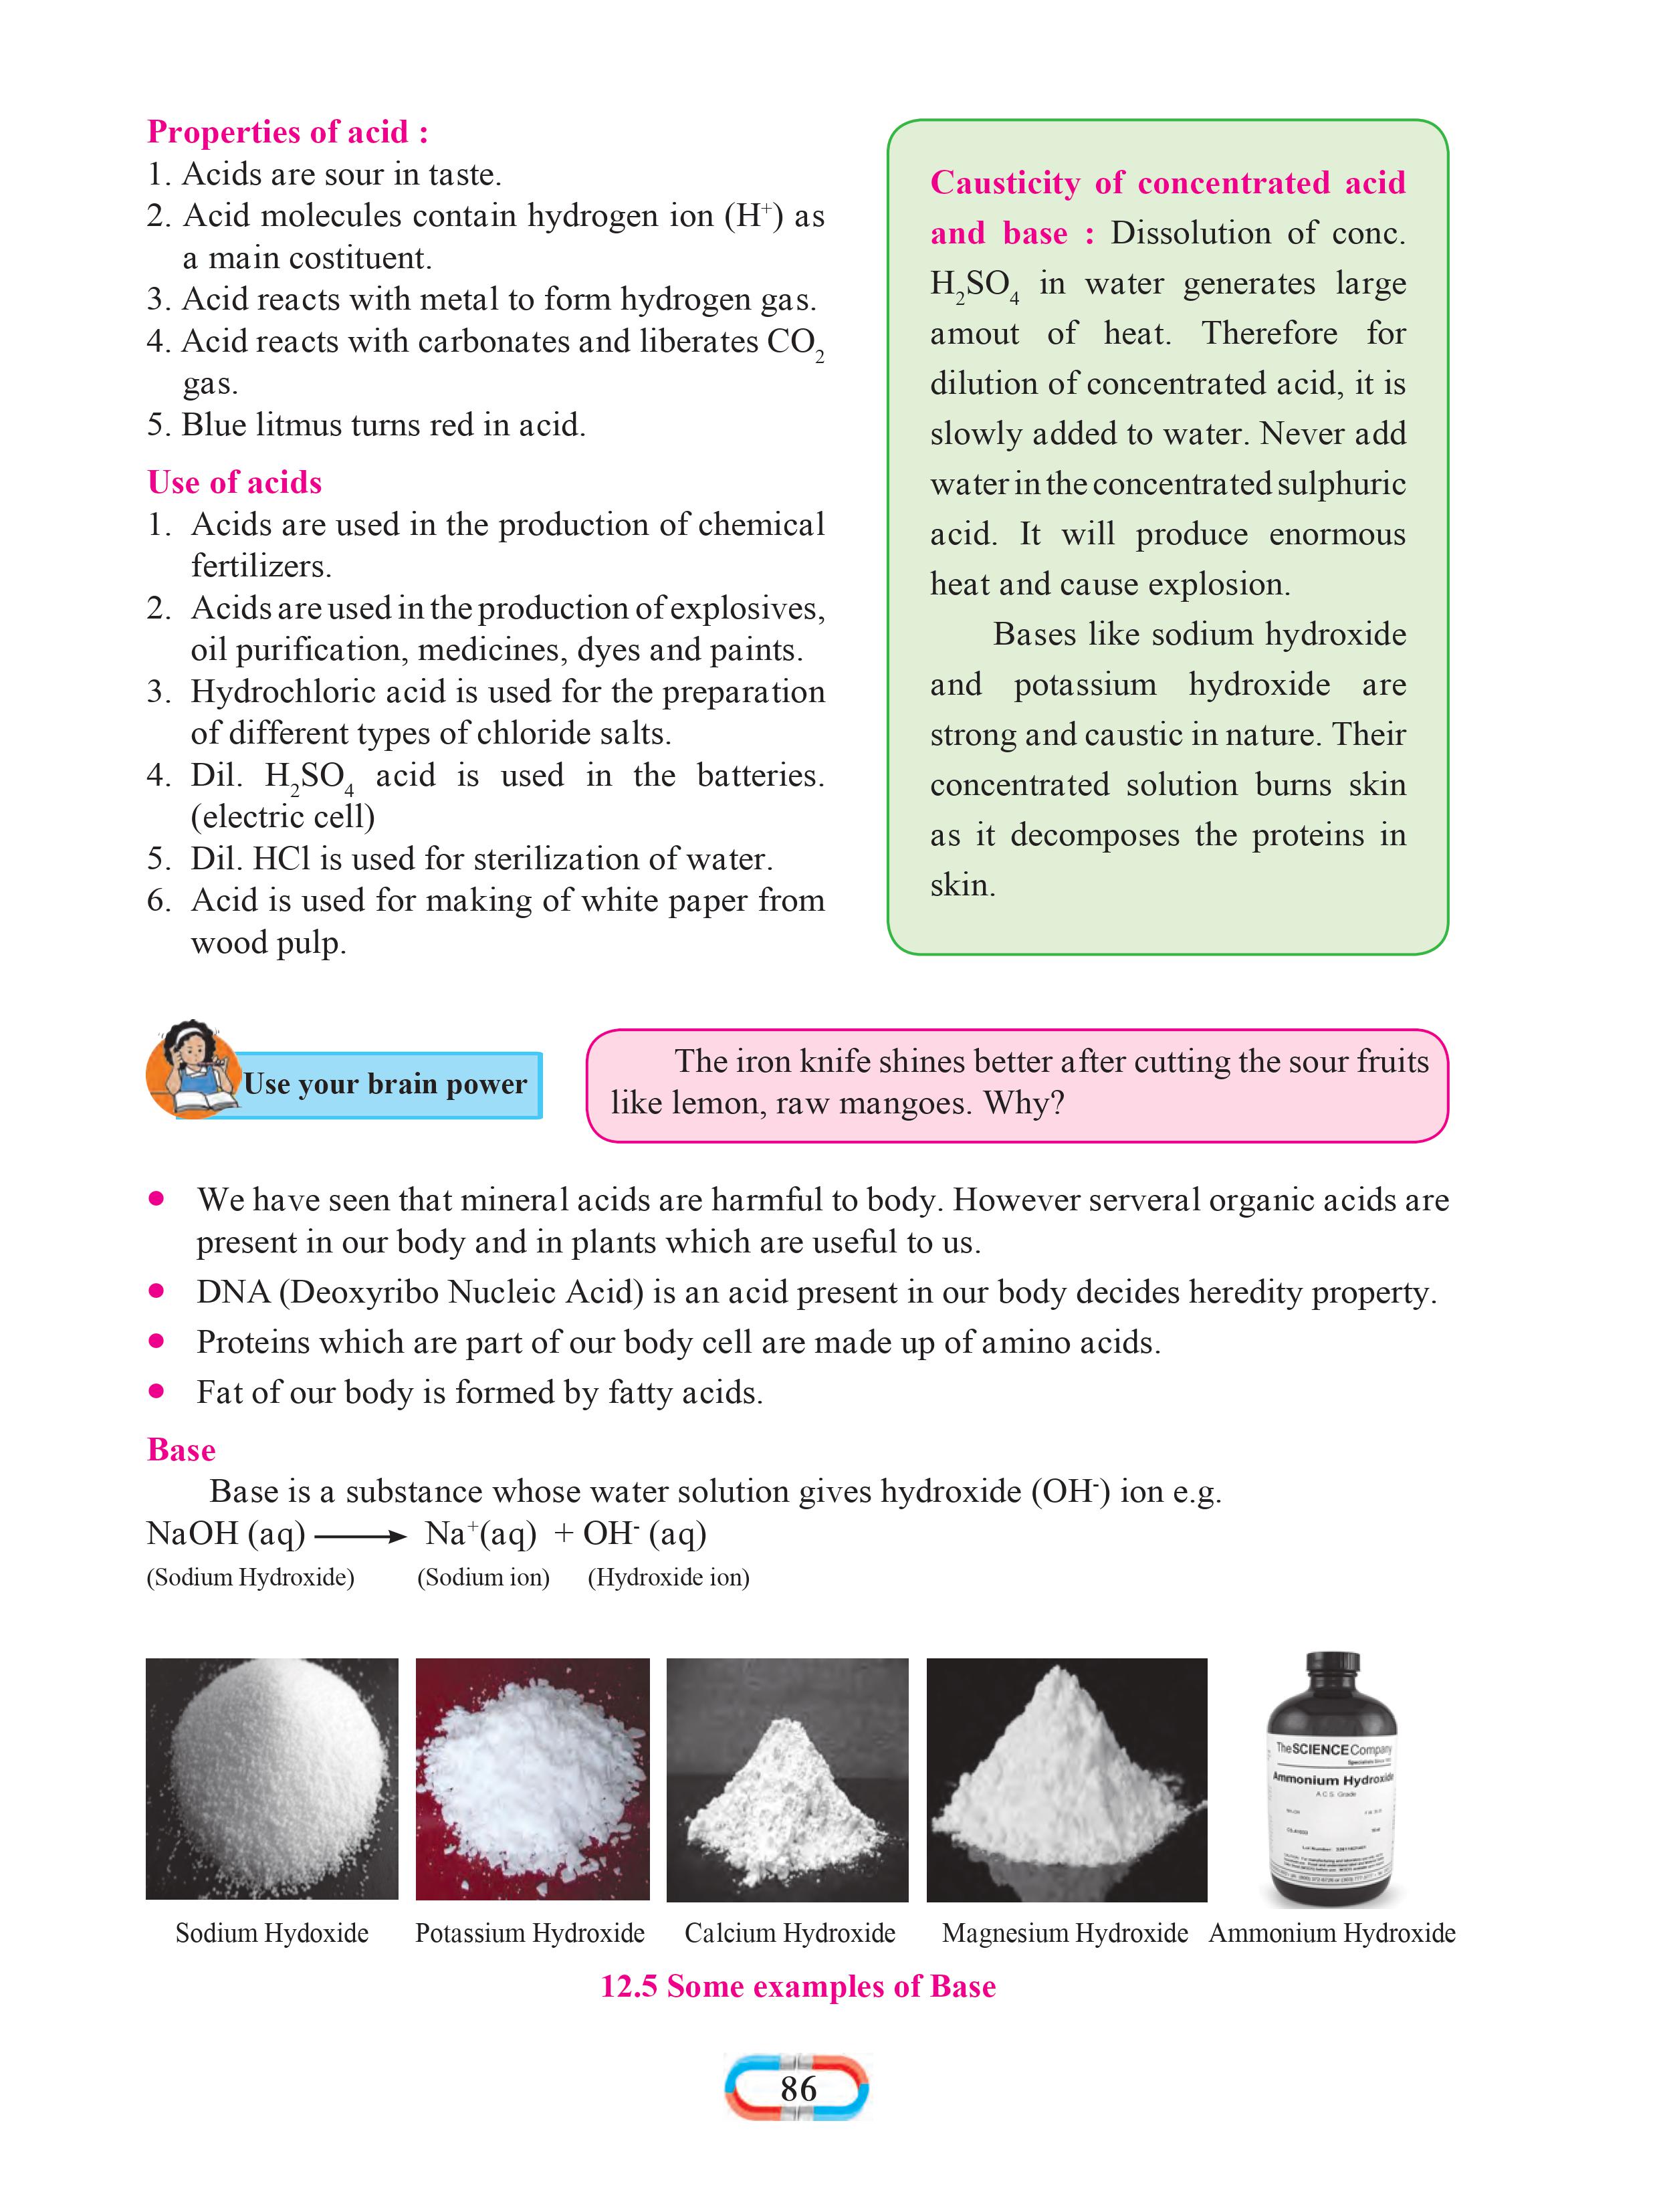 Properties of acid :
1. Acids are sour in taste.
2. Acid molecules contain hydrogen ion (H⁺) as
a main costituent.
3. Acid reacts with metal to form hydrogen gas.
4. Acid reacts with carbonates and liberates CO₂
gas.
5. Blue litmus turns red in acid.
Use of acids
1. Acids are used in the production of chemical
fertilizers.
2. Acids are used in the production of explosives,
oil purification, medicines, dyes and paints.
3. Hydrochloric acid is used for the preparation
of different types of chloride salts.
4. Dil. H₂SO₄ acid is used in the batteries.
(electric cell)
5. Dil. HCl is used for sterilization of water.
6. Acid is used for making of white paper from
wood pulp.
Causticity of concentrated acid
and base : Dissolution of conc.
H₂SO₄ in water generates large
amout of heat. Therefore for
dilution of concentrated acid, it is
slowly added to water. Never add
water in the concentrated sulphuric
acid. It will produce enormous
heat and cause explosion.
Bases like sodium hydroxide
and potassium hydroxide are
strong and caustic in nature. Their
concentrated solution burns skin
as it decomposes the proteins in
skin.
Use your brain power
The iron knife shines better after cutting the sour fruits
like lemon, raw mangoes. Why?
• We have seen that mineral acids are harmful to body. However serveral organic acids are
present in our body and in plants which are useful to us.
• DNA (Deoxyribo Nucleic Acid) is an acid present in our body decides heredity property.
• Proteins which are part of our body cell are made up of amino acids.
• Fat of our body is formed by fatty acids.
Base
Base is a substance whose water solution gives hydroxide (OH⁻) ion e.g.
NaOH (aq) ⟶ Na⁺(aq) + OH⁻ (aq)
(Sodium Hydroxide) (Sodium ion) (Hydroxide ion)
The SCIENCE Company
Ammonium Hydroxide
A C S Grade
Sodium Hydoxide Potassium Hydroxide Calcium Hydroxide Magnesium Hydroxide Ammonium Hydroxide
12.5 Some examples of Base
86